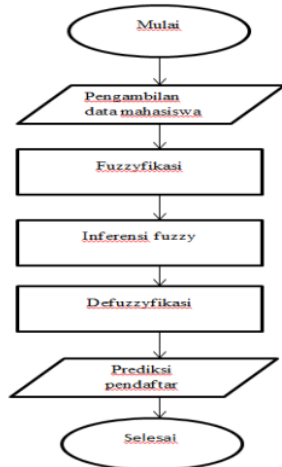 Mulai
Pengambilan
data mahasiswa
Fuzzyfikasi
Inferensi fuzzy
Defuzzyfikasi
Prediksi
pendaftar
Selesai